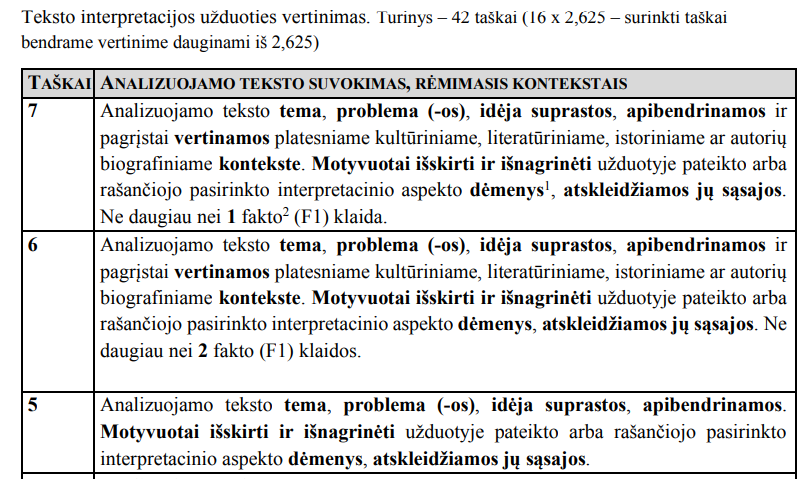 Teksto interpretacijos užduoties vertinimas. Turinys – 42 taškai (16 x 2,625 – surinkti taškai
bendrame vertinime dauginami iš 2,625)
TAŠKAI ANALIZUOJAMO TEKSTO SUVOKIMAS, RĖMIMASIS KONTEKSTAIS
7 Analizuojamo teksto tema, problema (-os), idėja suprastos, apibendrinamos ir
pagrįstai vertinamos platesniame kultūriniame, literatūriniame, istoriniame ar autorių
biografiniame kontekste. Motyvuotai išskirti ir išnagrinėti užduotyje pateikto arba
rašančiojo pasirinkto interpretacinio aspekto dėmenys¹, atskleidžiamos jų sąsajos.
Ne daugiau nei 1 fakto² (F1) klaida.
6 Analizuojamo teksto tema, problema (-os), idėja suprastos, apibendrinamos ir
pagrįstai vertinamos platesniame kultūriniame, literatūriniame, istoriniame ar autorių
biografiniame kontekste. Motyvuotai išskirti ir išnagrinėti užduotyje pateikto arba
rašančiojo pasirinkto interpretacinio aspekto dėmenys, atskleidžiamos jų sąsajos. Ne
daugiau nei 2 fakto (F1) klaidos.
5 Analizuojamo teksto tema, problema (-os), idėja suprastos, apibendrinamos.
Motyvuotai išskirti ir išnagrinėti užduotyje pateikto arba rašančiojo pasirinkto
interpretacinio aspekto dėmenys, atskleidžiamos jų sąsajos.